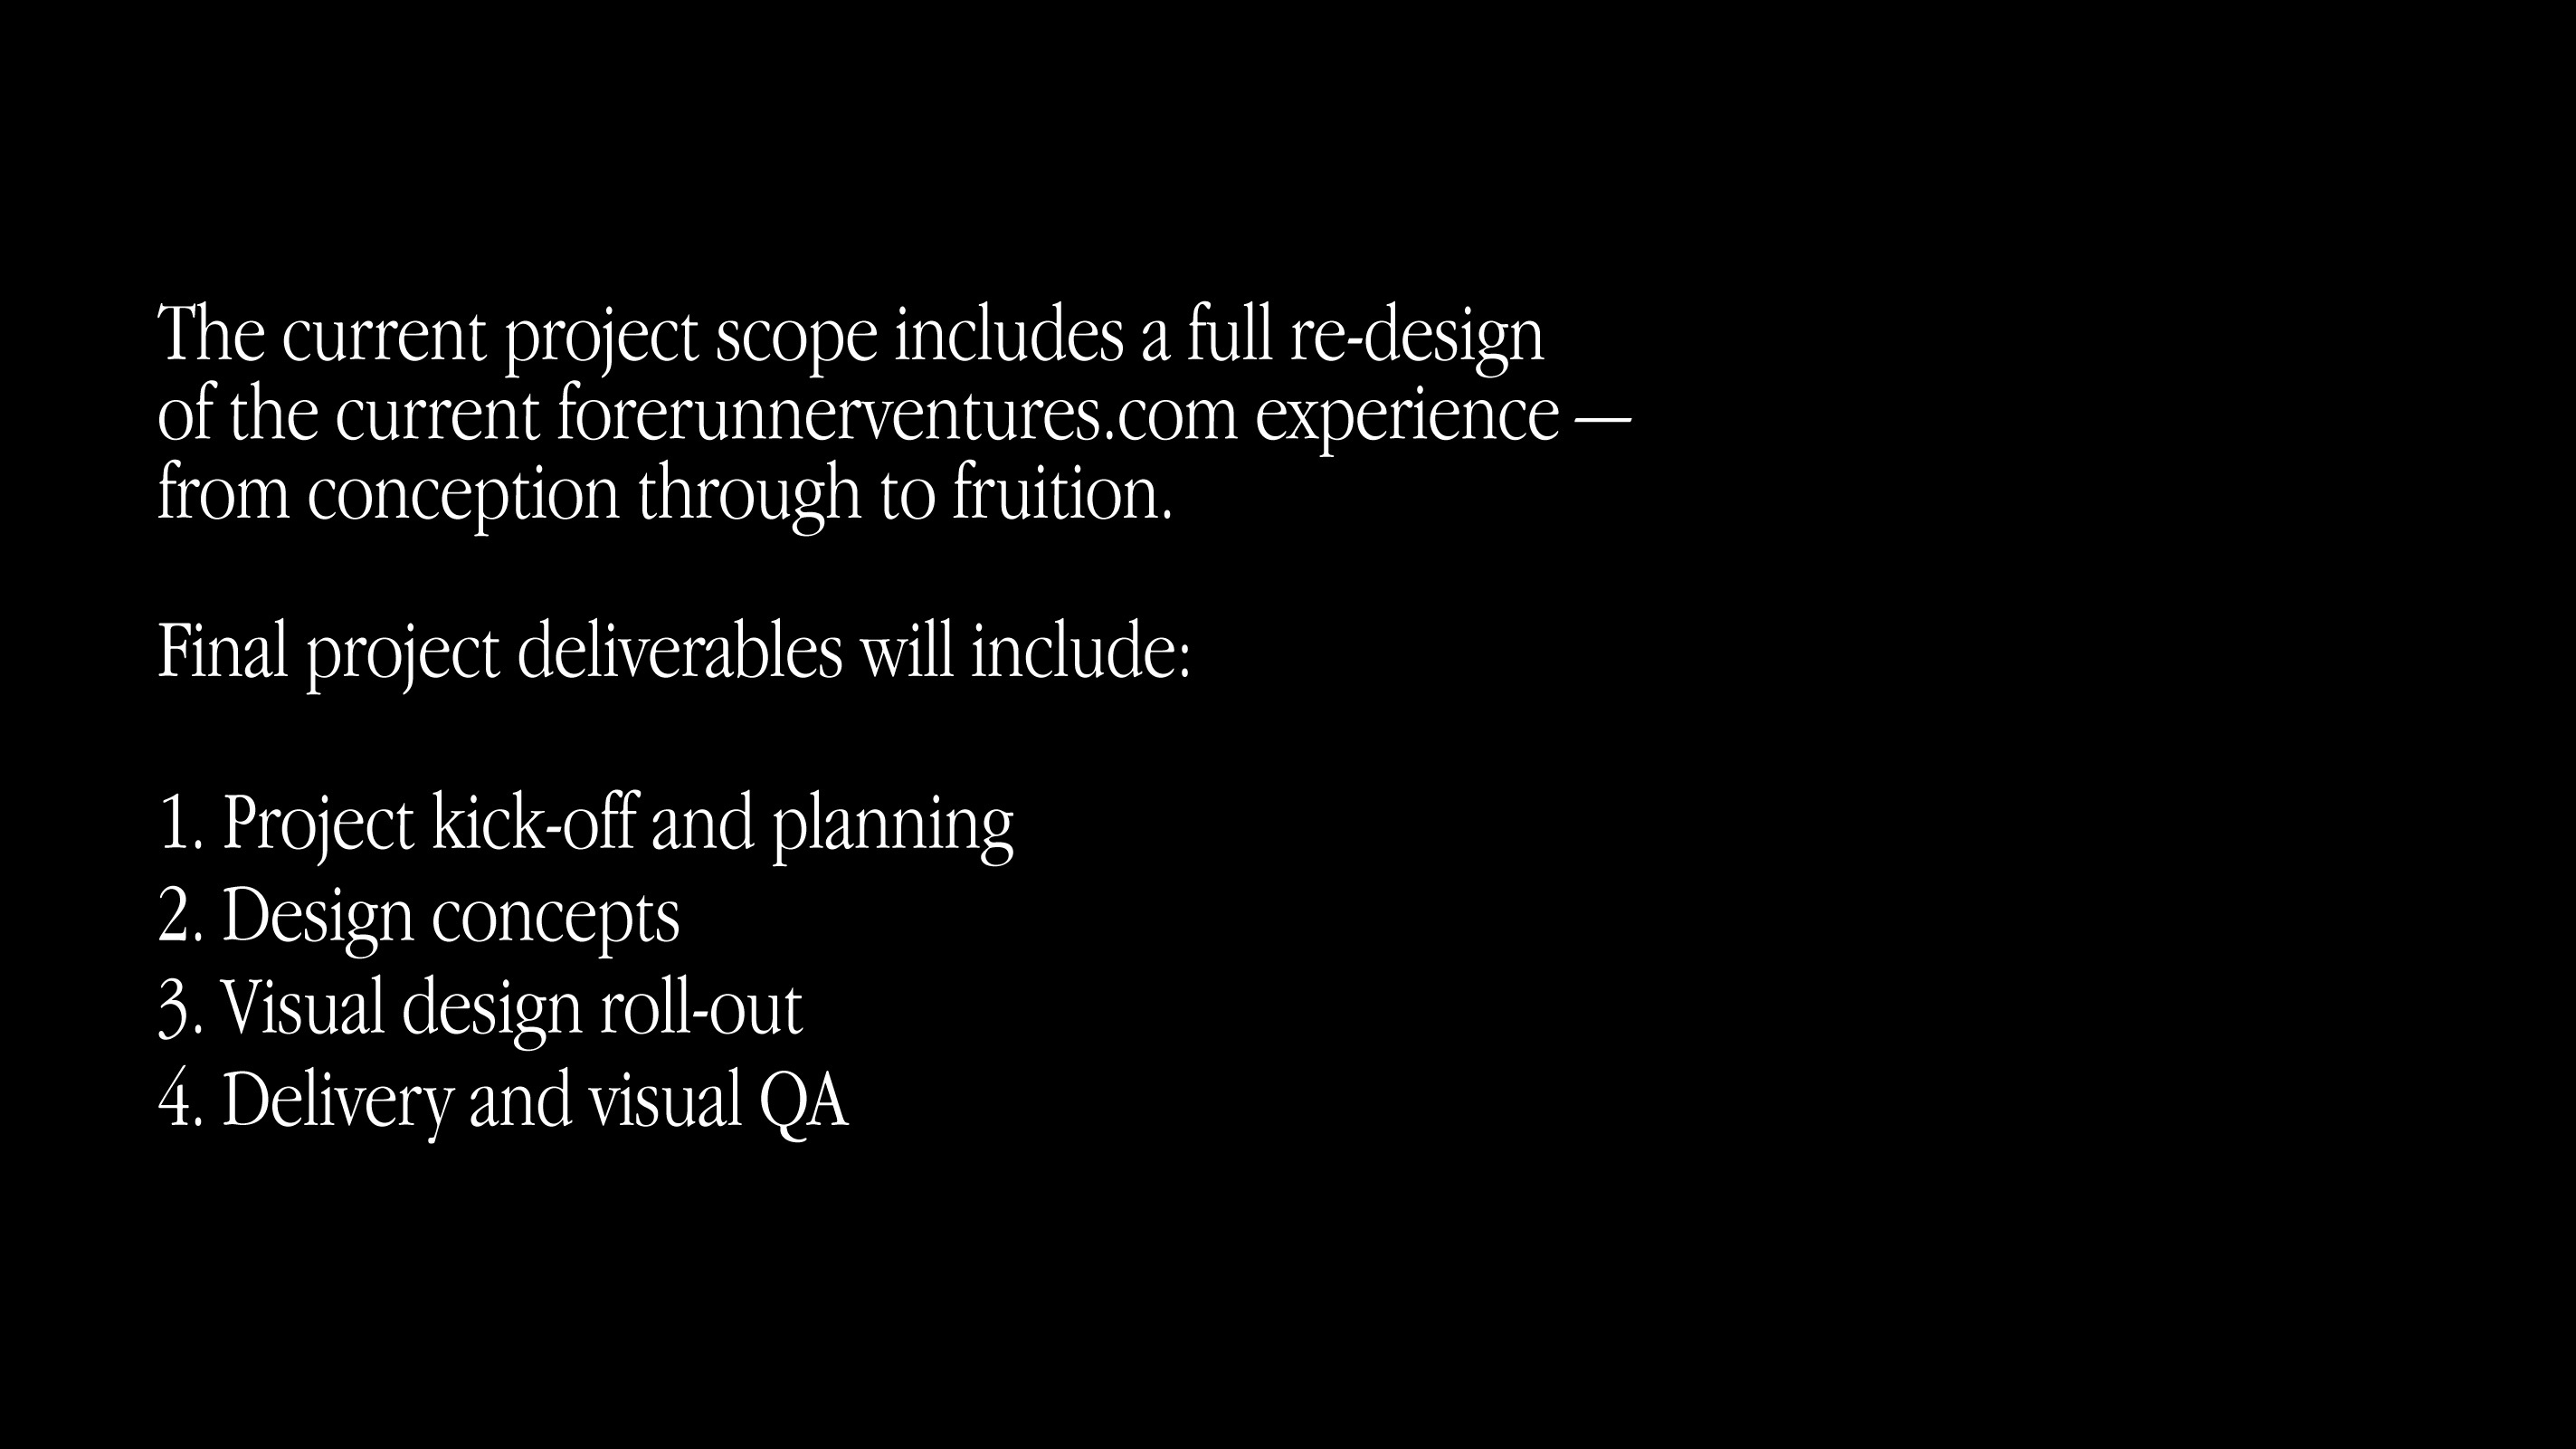 The current project scope includes a full re-design
of the current forerunnerventures.com experience —
from conception through to fruition.
Final project deliverables will include:
1. Project kick-off and planning
2. Design concepts
3. Visual design roll-out
4. Delivery and visual QA